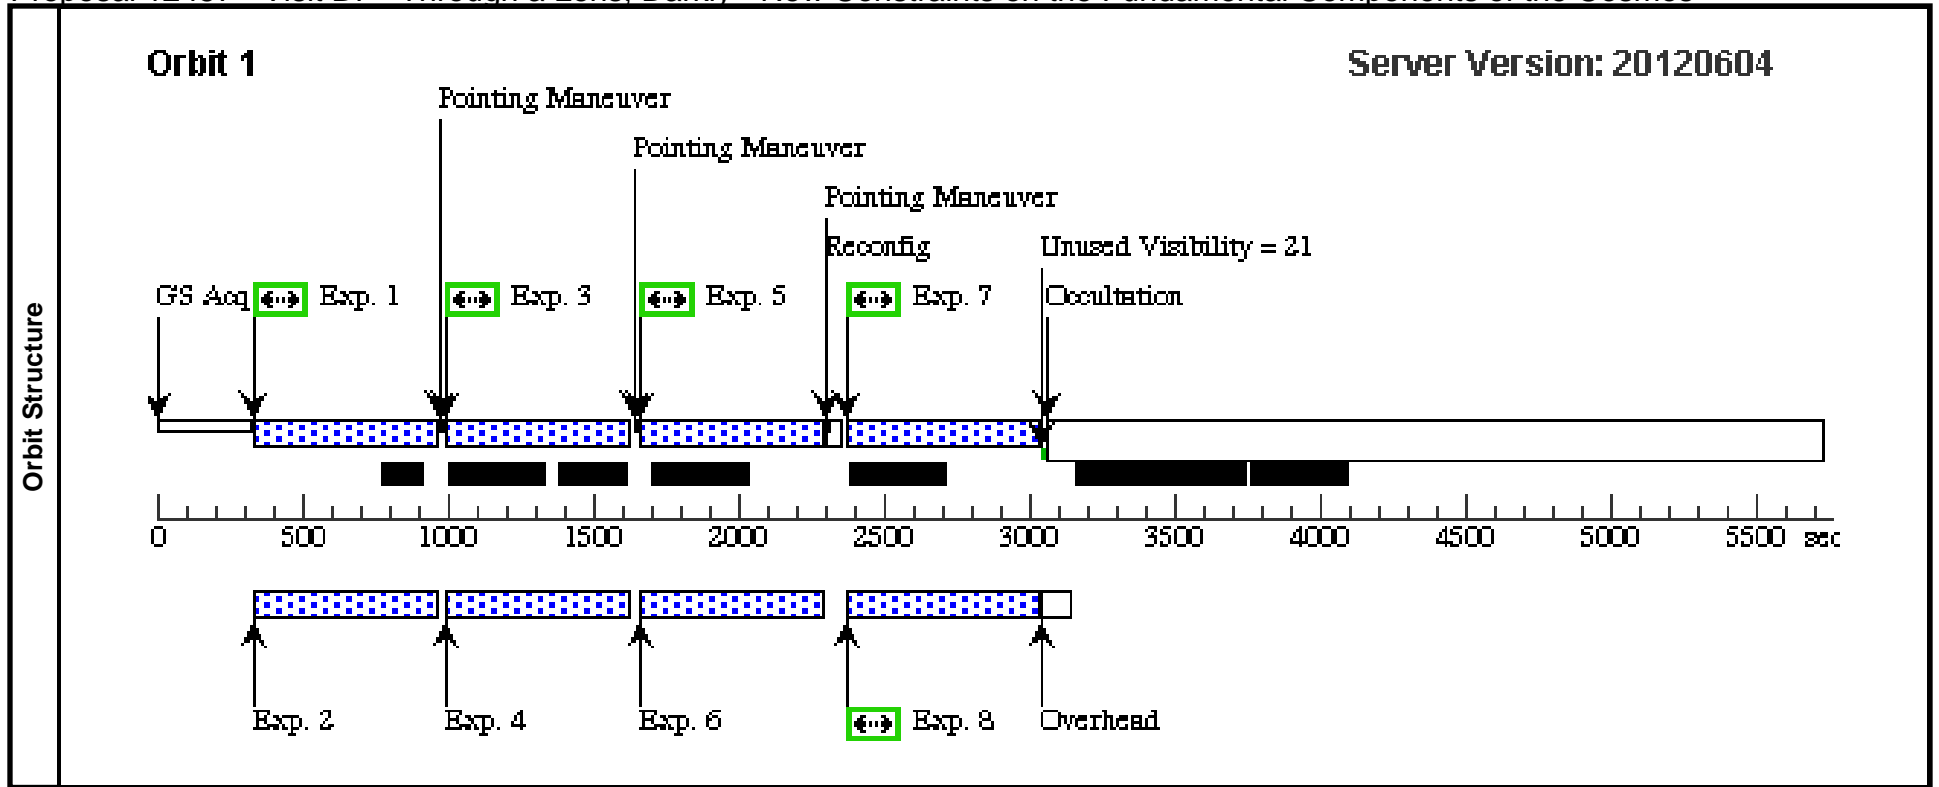 Orbit 1
Server Version: 20120604
Pointing Maneuver
Pointing Maneuver
Pointing Maneuver
Reconfig
Unused Visibility = 21
GS Acq
Exp. 1
Exp. 3
Exp. 5
Exp. 7
Occultation
Orbit Structure
0
500
1000
1500
2000
2500
3000
3500
4000
4500
5000
5500
sec
Exp. 2
Exp. 4
Exp. 6
Exp. 8
Overhead